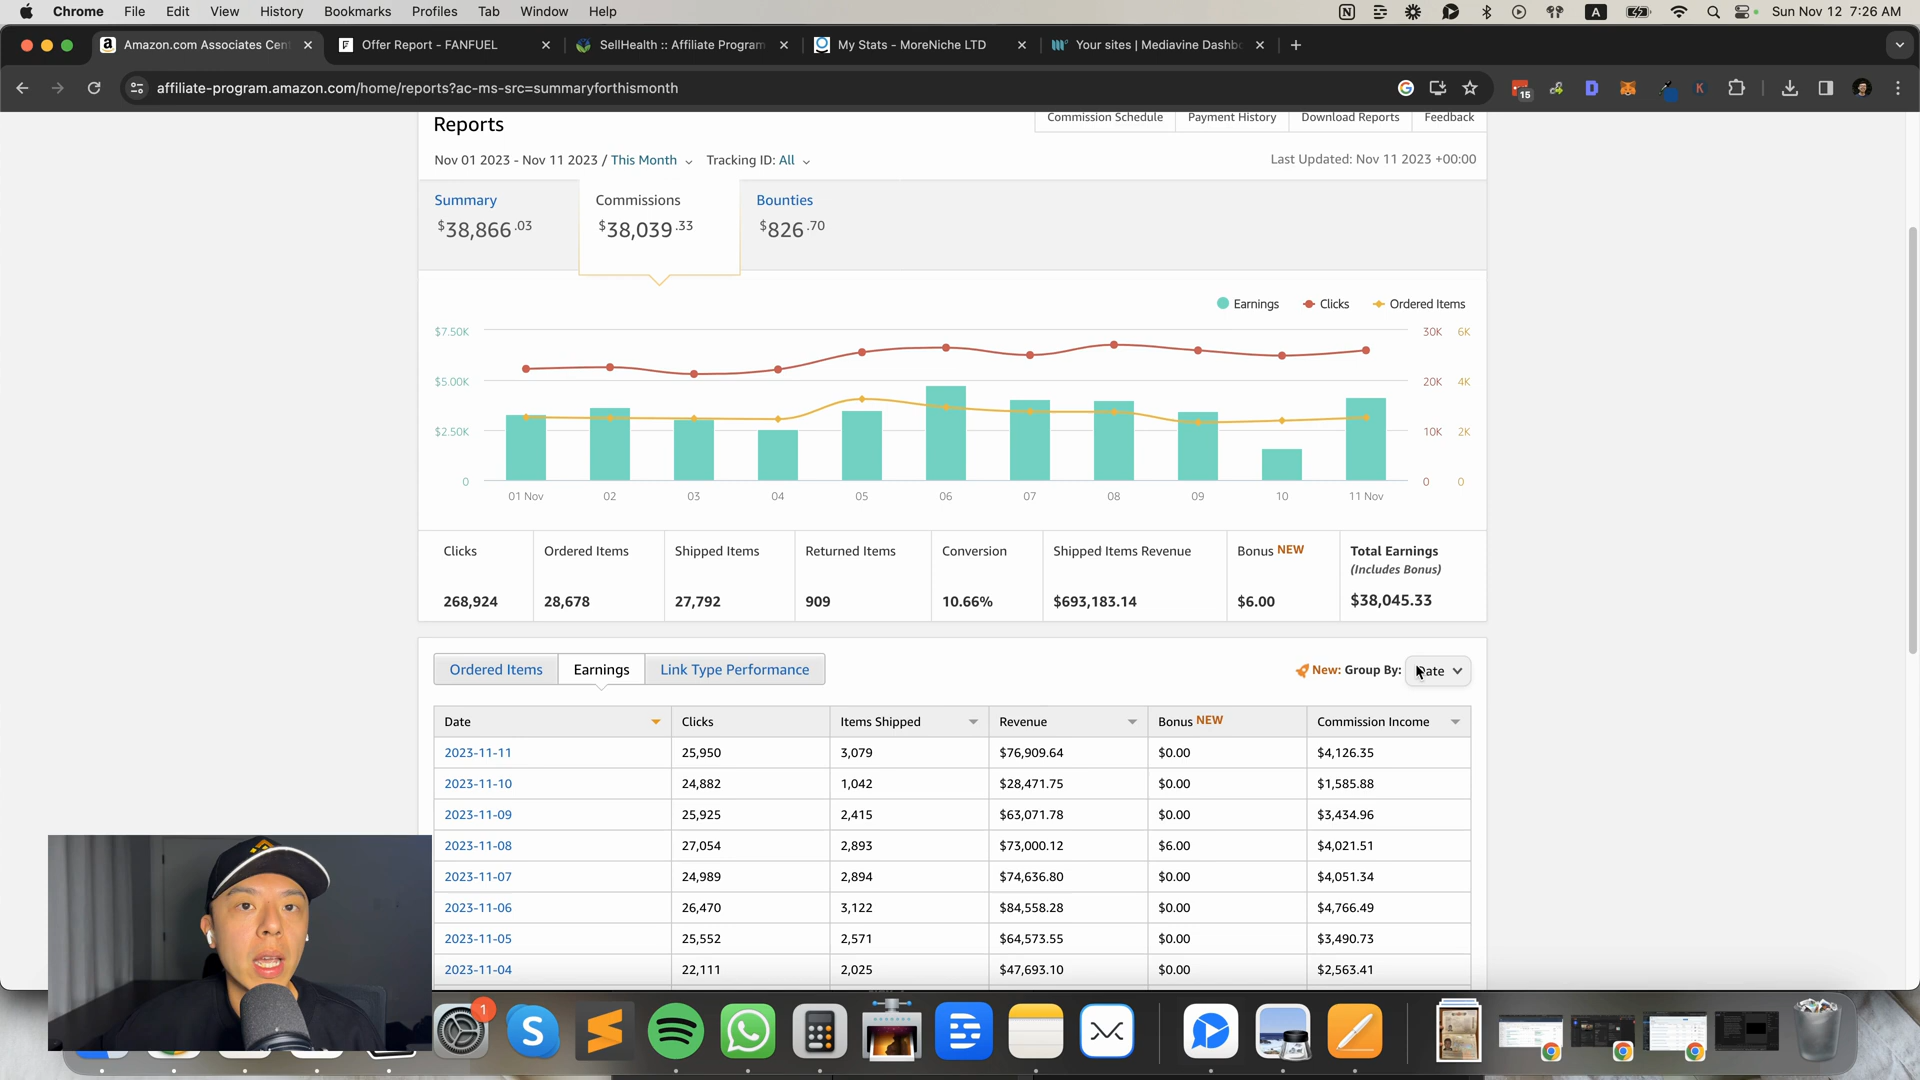 Chrome File Edit View History Bookmarks Profiles Tab Window Help
A
Sun Nov 12 7:26 AM
Amazon.com Associates Cen
Offer Report - FANFUEL
SellHealth :: Affiliate Program
My Stats - MoreNiche LTD
Your sites | Mediavine Dashb
affiliate-program.amazon.com/home/reports?ac-ms-src=summaryforthismonth
15
D
K
Reports
Commission Schedule Payment History Download Reports Feedback
Nov 01 2023 - Nov 11 2023 / This Month Tracking ID: All
Last Updated: Nov 11 2023 +00:00
Summary Commissions Bounties
$38,866.03 $38,039.33 $826.70
Earnings Clicks Ordered Items
$7.50K 30K 6K
$5.00K 20K 4K
$2.50K 10K 2K
0 0 0
01 Nov 02 03 04 05 06 07 08 09 10 11 Nov
Clicks Ordered Items Shipped Items Returned Items Conversion Shipped Items Revenue Bonus NEW Total Earnings
(Includes Bonus)
268,924 28,678 27,792 909 10.66% $693,183.14 $6.00 $38,045.33
Ordered Items Earnings Link Type Performance
New: Group By: ate
Date Clicks Items Shipped Revenue Bonus NEW Commission Income
2023-11-11 25,950 3,079 $76,909.64 $0.00 $4,126.35
2023-11-10 24,882 1,042 $28,471.75 $0.00 $1,585.88
2023-11-09 25,925 2,415 $63,071.78 $0.00 $3,434.96
2023-11-08 27,054 2,893 $73,000.12 $6.00 $4,021.51
2023-11-07 24,989 2,894 $74,636.80 $0.00 $4,051.34
2023-11-06 26,470 3,122 $84,558.28 $0.00 $4,766.49
2023-11-05 25,552 2,571 $64,573.55 $0.00 $3,490.73
2023-11-04 22,111 2,025 $47,693.10 $0.00 $2,563.41
1